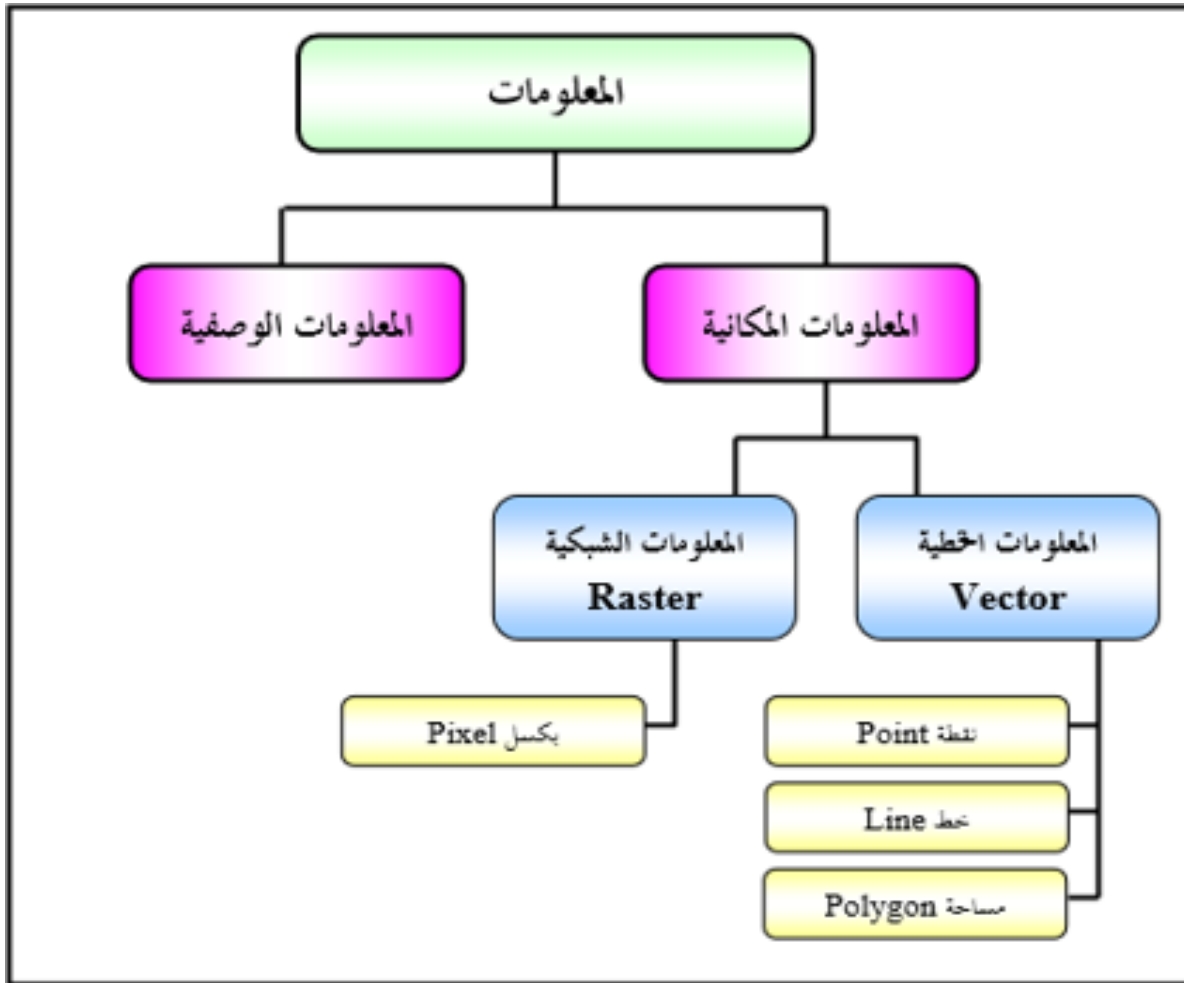 المعلومات
المعلومات المكانية
المعلومات الوصفية
المعلومات الخطية
Vector
المعلومات الشبكية
Raster
نقطة Point
خط Line
مساحة Polygon
بكسل Pixel